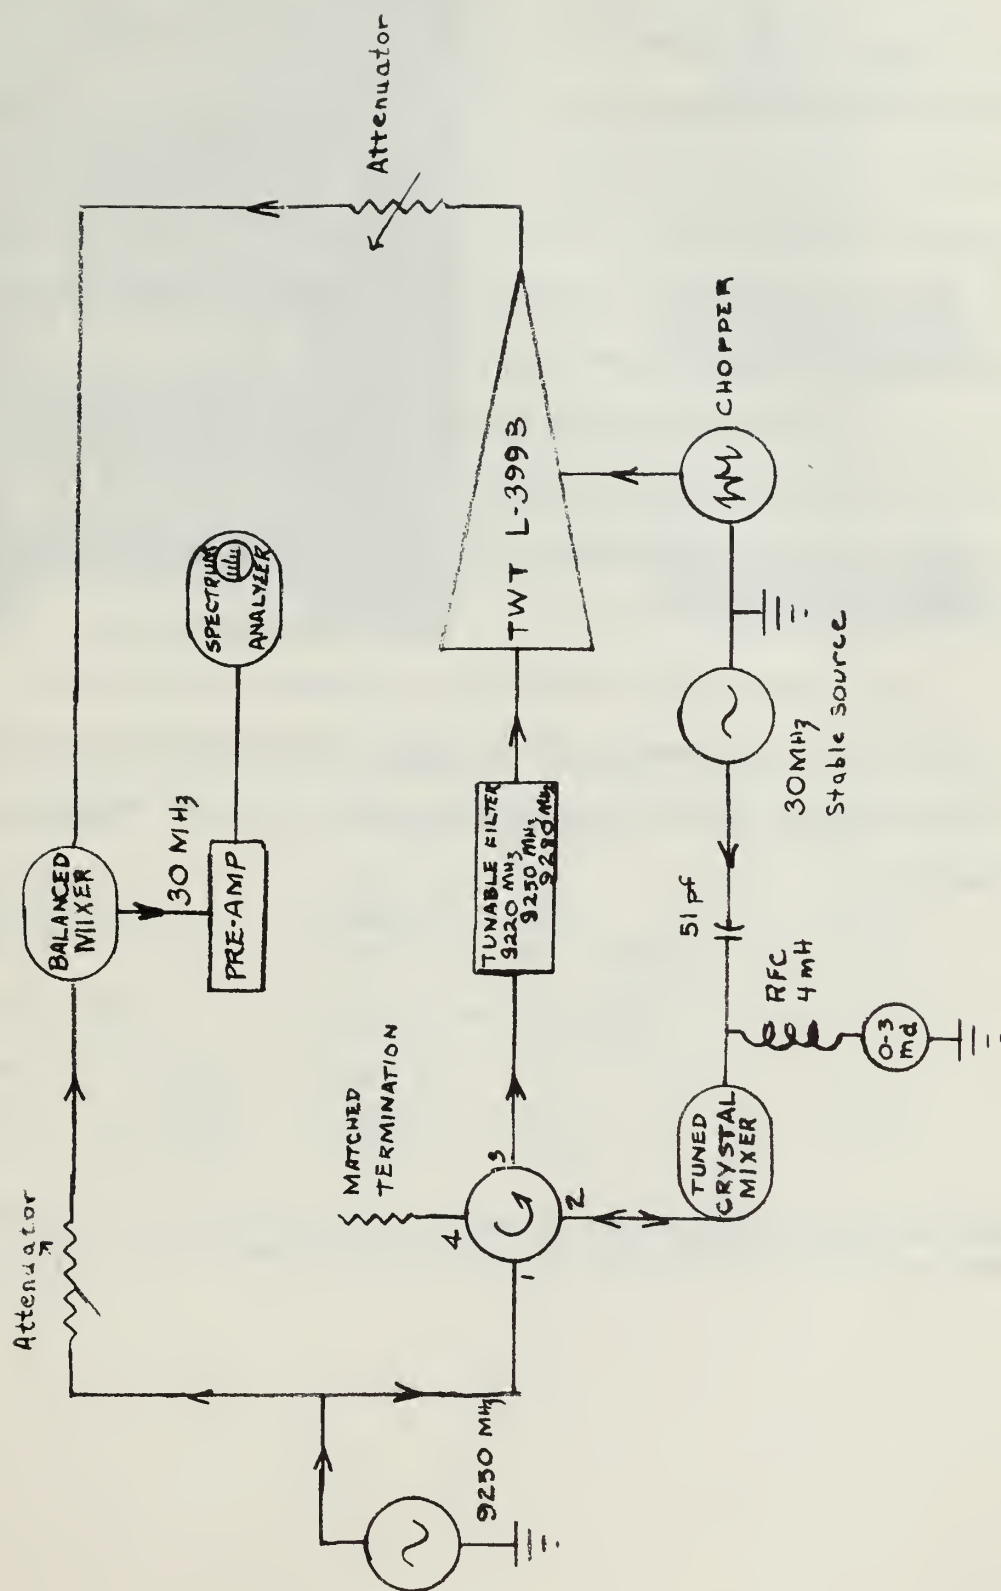 Attenuator
BALANCED
MIXER
30 MHz
PRE-AMP
SPECTRUM
ANALYZER
Attenuator
9250 MHz
MATCHED
TERMINATION
4
1
3
2
TUNABLE FILTER
9220 MHz
9250 MHz
9280 MHz
TWT L-3993
TUNED
CRYSTAL
MIXER
RFC
4 mH
0-3
md
51 pf
30 MHz
Stable source
CHOPPER